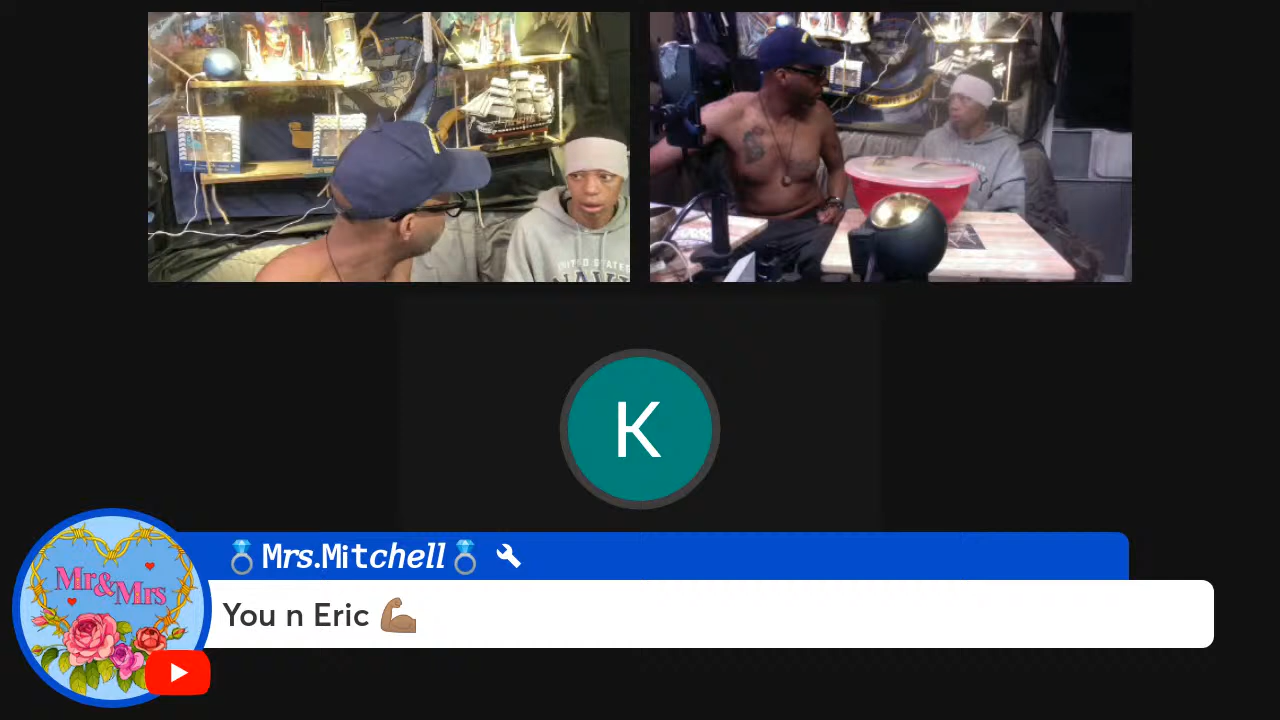 UNITED STATES
NAVY
K
💍Mrs.Mitchell💍
Mr&Mrs
You n Eric 💪🏽